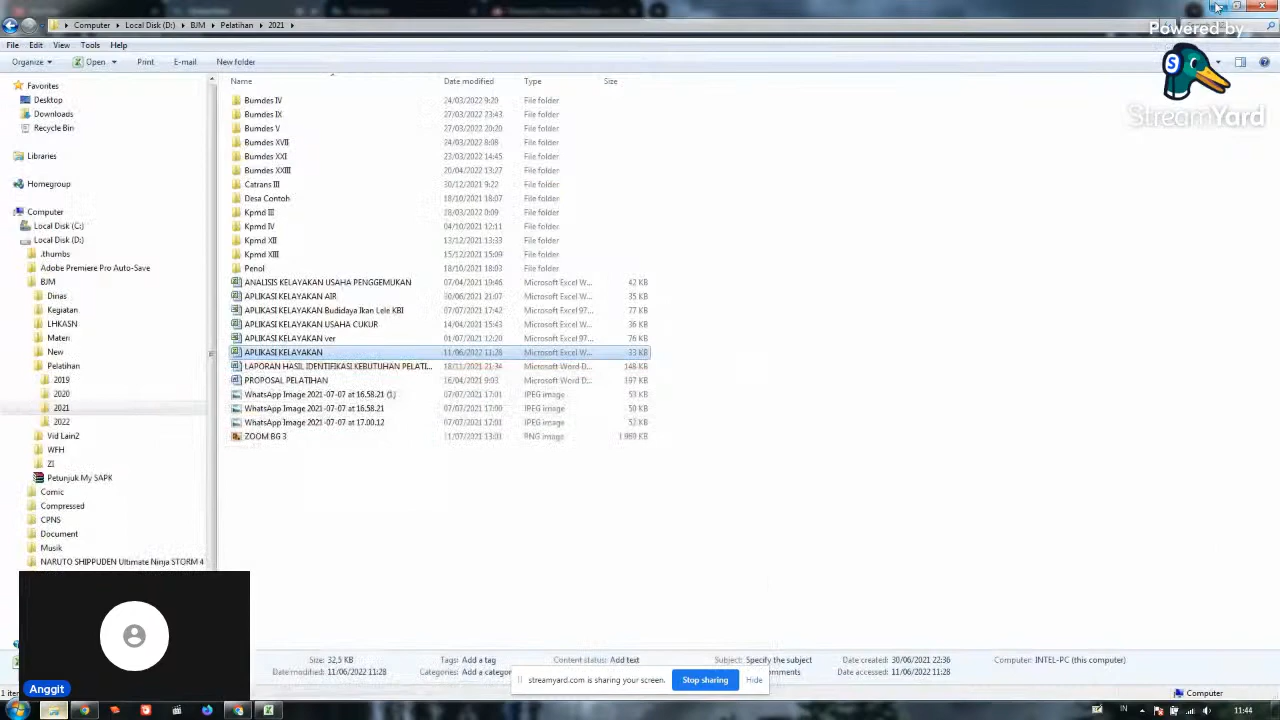 Computer ▸ Local Disk (D:) ▸ BJM ▸ Pelatihan ▸ 2021 ▸
Powered by
StreamYard
File Edit View Tools Help
Organize Open Print E-mail New folder
Name Date modified Type Size
Favorites
Desktop
Downloads
Recycle Bin
Libraries
Homegroup
Computer
Local Disk (C:)
Local Disk (D:)
.thumbs
Adobe Premiere Pro Auto-Save
BJM
Dinas
Kegiatan
LHKASN
Materi
New
Pelatihan
2019
2020
2021
2022
Vid Lain2
WFH
ZI
Petunjuk My SAPK
Comic
Compressed
CPNS
Document
Musik
NARUTO SHIPPUDEN Ultimate Ninja STORM 4
Bumdes IV 24/03/2022 9:20 File folder
Bumdes IX 27/03/2022 23:43 File folder
Bumdes V 27/03/2022 20:20 File folder
Bumdes XVII 24/03/2022 8:08 File folder
Bumdes XXI 22/03/2022 14:45 File folder
Bumdes XXIII 20/04/2022 13:27 File folder
Catrans III 30/12/2021 9:22 File folder
Desa Contoh 18/10/2021 18:07 File folder
Kpmd III 18/03/2022 0:09 File folder
Kpmd IV 04/10/2021 12:11 File folder
Kpmd XII 13/12/2021 13:33 File folder
Kpmd XIII 15/12/2021 15:09 File folder
Penol 18/10/2021 18:03 File folder
ANALISIS KELAYAKAN USAHA PENGGEMUKAN 07/04/2021 19:46 Microsoft Excel W... 42 KB
APLIKASI KELAYAKAN AIR 30/06/2021 21:07 Microsoft Excel W... 35 KB
APLIKASI KELAYAKAN Budidaya Ikan Lele KBI 07/07/2021 17:42 Microsoft Excel 97... 77 KB
APLIKASI KELAYAKAN USAHA CUKUR 14/04/2021 15:43 Microsoft Excel W... 36 KB
APLIKASI KELAYAKAN ver 01/07/2021 12:20 Microsoft Excel 97... 76 KB
APLIKASI KELAYAKAN 11/06/2022 11:28 Microsoft Excel W... 33 KB
LAPORAN HASIL IDENTIFIKASI KEBUTUHAN PELATI... 18/11/2021 21:34 Microsoft Word D... 148 KB
PROPOSAL PELATIHAN 16/04/2021 9:03 Microsoft Word D... 197 KB
WhatsApp Image 2021-07-07 at 16.58.21 (1) 07/07/2021 17:01 JPEG image 53 KB
WhatsApp Image 2021-07-07 at 16.58.21 07/07/2021 17:00 JPEG image 50 KB
WhatsApp Image 2021-07-07 at 17.00.12 07/07/2021 17:01 JPEG image 52 KB
ZOOM BG 3 11/07/2021 13:01 PNG image 1.989 KB
Size: 32,5 KB Tags: Add a tag Content status: Add text Subject: Specify the subject Date created: 30/06/2021 22:36 Computer: INTEL-PC (this computer)
Date modified: 11/06/2022 11:28 Categories: Add a categor Date accessed: 11/06/2022 11:28
streamyard.com is sharing your screen. Stop sharing Hide
Anggit
Computer
IN 11:44